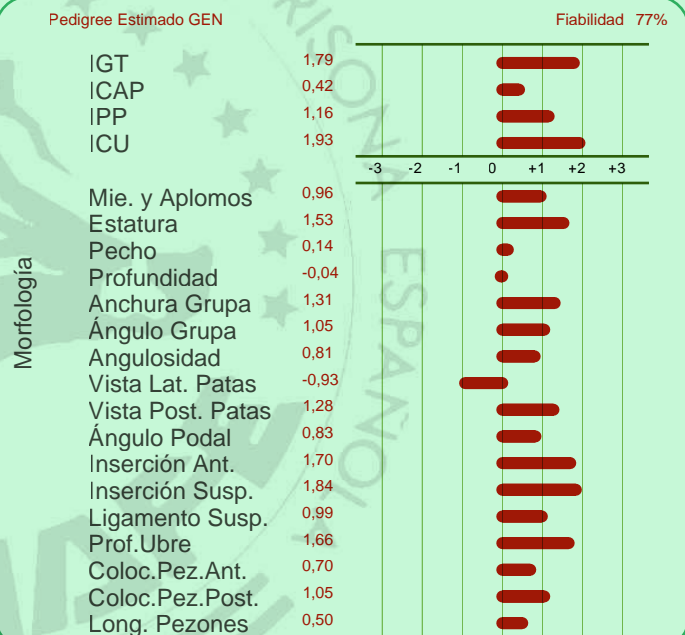 Pedigree Estimado GEN Fiabilidad 77%
IGT 1,79
ICAP 0,42
IPP 1,16
ICU 1,93
-3 -2 -1 0 +1 +2 +3
Morfología
Mie. y Aplomos 0,96
Estatura 1,53
Pecho 0,14
Profundidad -0,04
Anchura Grupa 1,31
Ángulo Grupa 1,05
Angulosidad 0,81
Vista Lat. Patas -0,93
Vista Post. Patas 1,28
Ángulo Podal 0,83
Inserción Ant. 1,70
Inserción Susp. 1,84
Ligamento Susp. 0,99
Prof.Ubre 1,66
Coloc.Pez.Ant. 0,70
Coloc.Pez.Post. 1,05
Long. Pezones 0,50
RISONA ESPAÑOLA